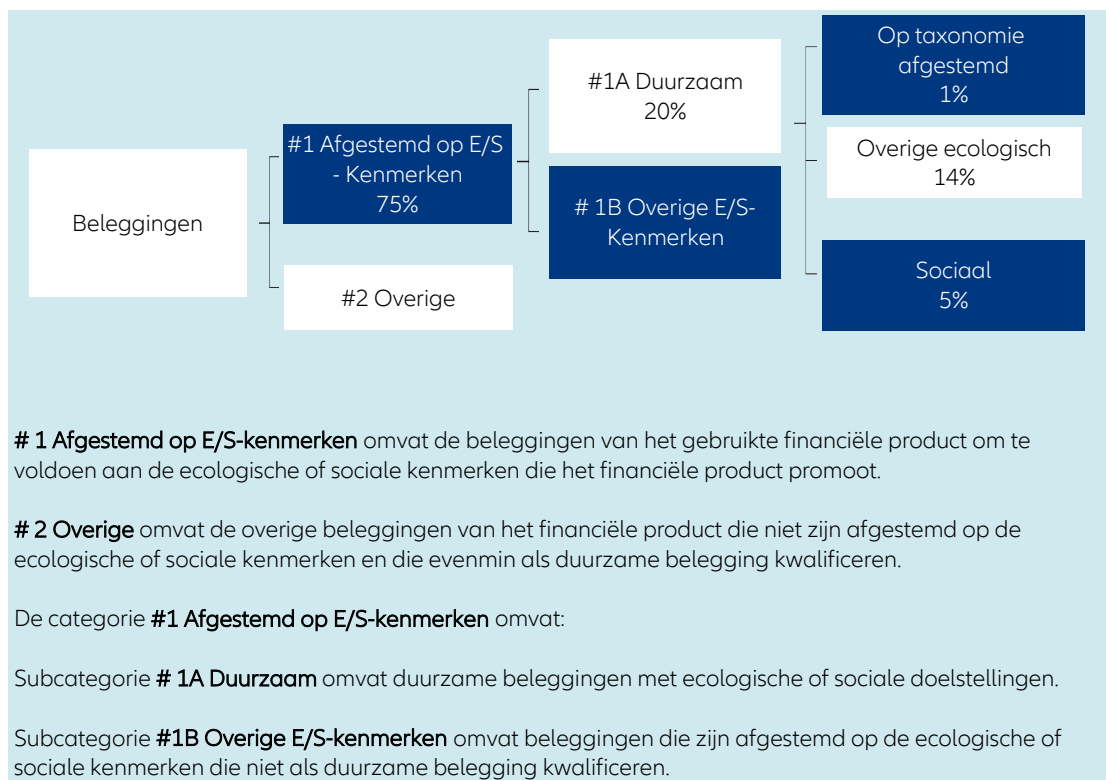 Beleggingen
#1 Afgestemd op E/S
- Kenmerken
75%
#2 Overige
#1A Duurzaam
20%
# 1B Overige E/S-
Kenmerken
Op taxonomie
afgestemd
1%
Overige ecologisch
14%
Sociaal
5%
# 1 Afgestemd op E/S-kenmerken omvat de beleggingen van het gebruikte financiële product om te
voldoen aan de ecologische of sociale kenmerken die het financiële product promoot.
# 2 Overige omvat de overige beleggingen van het financiële product die niet zijn afgestemd op de
ecologische of sociale kenmerken en die evenmin als duurzame belegging kwalificeren.
De categorie #1 Afgestemd op E/S-kenmerken omvat:
Subcategorie # 1A Duurzaam omvat duurzame beleggingen met ecologische of sociale doelstellingen.
Subcategorie #1B Overige E/S-kenmerken omvat beleggingen die zijn afgestemd op de ecologische of
sociale kenmerken die niet als duurzame belegging kwalificeren.